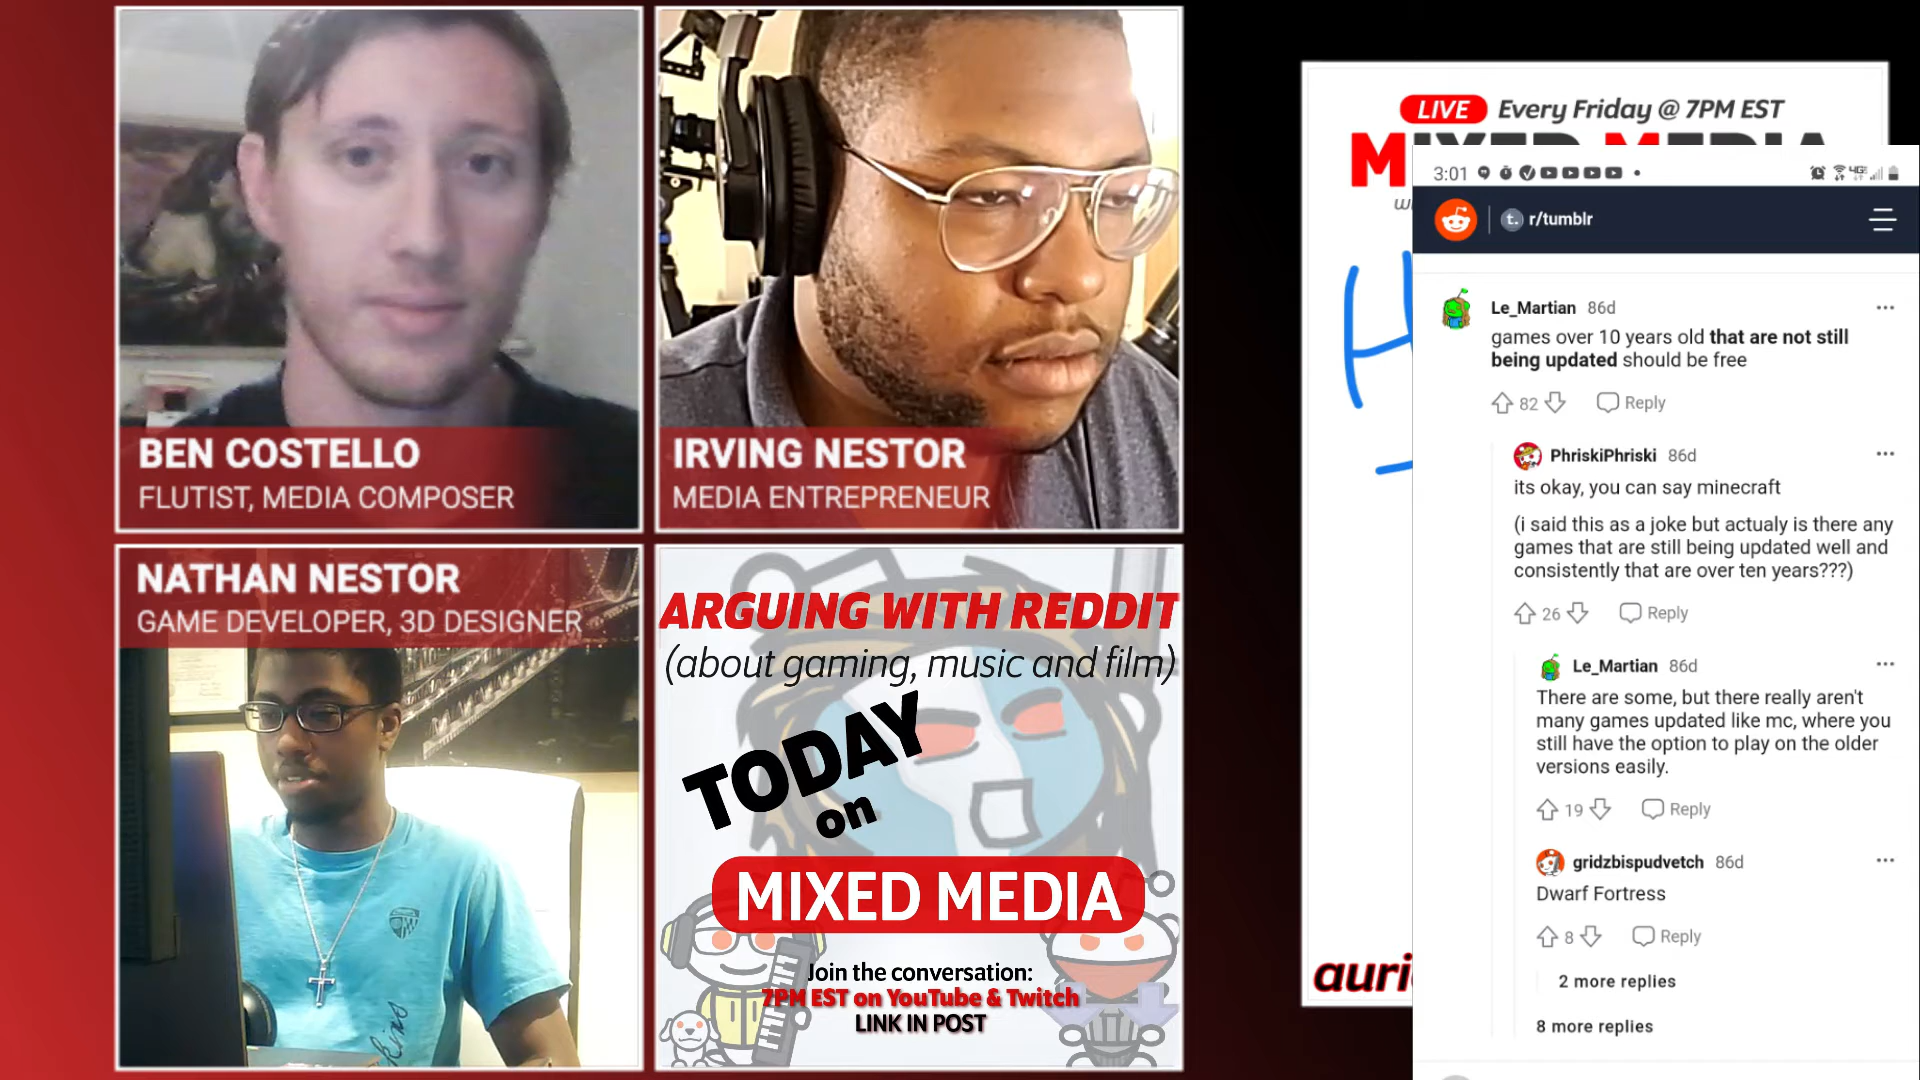 BEN COSTELLO
FLUTIST, MEDIA COMPOSER
IRVING NESTOR
MEDIA ENTREPRENEUR
NATHAN NESTOR
GAME DEVELOPER, 3D DESIGNER
ARGUING WITH REDDIT
(about gaming, music and film)
TODAY
on
MIXED MEDIA
Join the conversation:
7PM EST on YouTube & Twitch
LINK IN POST
LIVE Every Friday @ 7PM EST
MIXED MEDIA
3:01
r/tumblr
Le_Martian 86d
games over 10 years old that are not still
being updated should be free
82 Reply
PhriskiPhriski 86d
its okay, you can say minecraft
(i said this as a joke but actualy is there any
games that are still being updated well and
consistently that are over ten years???)
26 Reply
Le_Martian 86d
There are some, but there really aren't
many games updated like mc, where you
still have the option to play on the older
versions easily.
19 Reply
gridzbispudvetch 86d
Dwarf Fortress
8 Reply
2 more replies
8 more replies